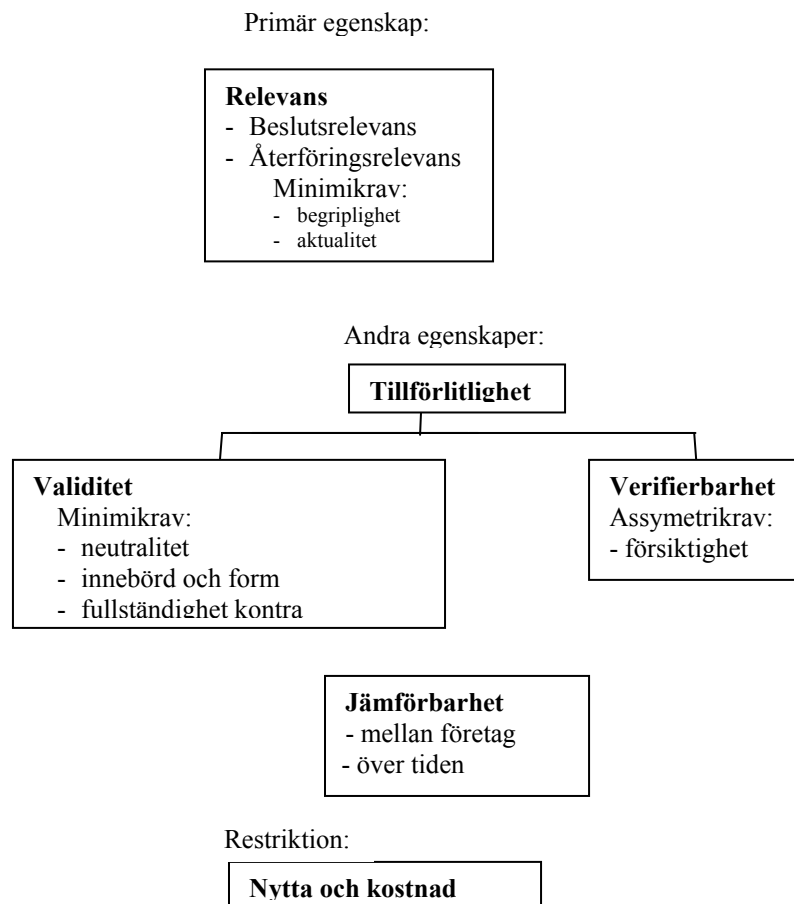 Primär egenskap:
Relevans
- Beslutsrelevans
- Återföringsrelevans
Minimikrav:
- begriplighet
- aktualitet
Andra egenskaper:
Tillförlitlighet
Validitet
Minimikrav:
- neutralitet
- innebörd och form
- fullständighet kontra
Verifierbarhet
Assymetrikrav:
- försiktighet
Jämförbarhet
- mellan företag
- över tiden
Restriktion:
Nytta och kostnad